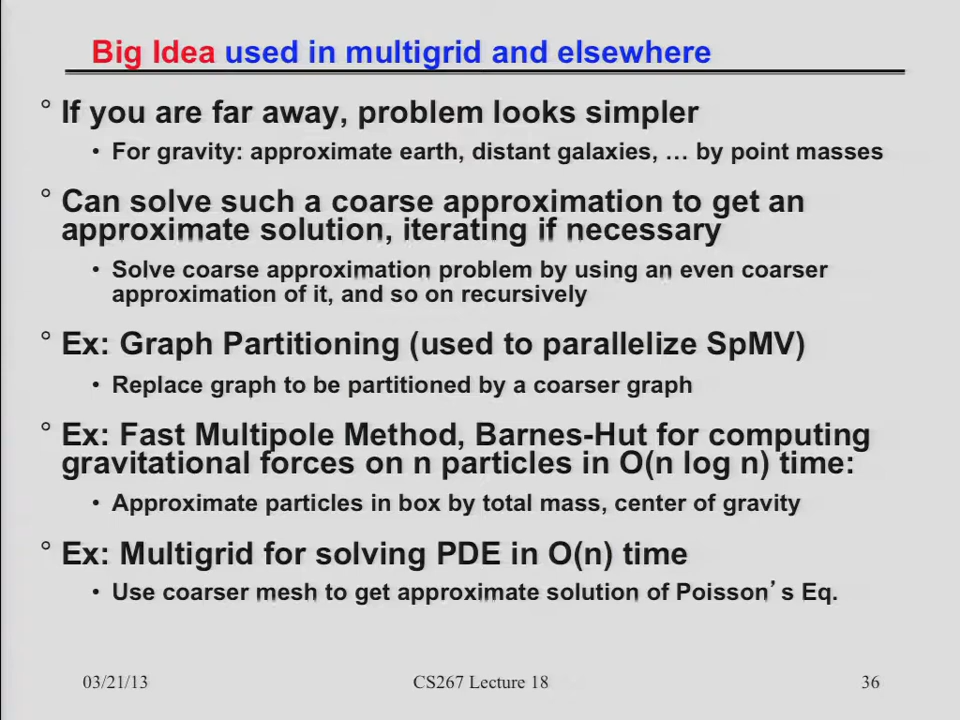 Big Idea used in multigrid and elsewhere
° If you are far away, problem looks simpler
• For gravity: approximate earth, distant galaxies, … by point masses
° Can solve such a coarse approximation to get an
approximate solution, iterating if necessary
• Solve coarse approximation problem by using an even coarser
approximation of it, and so on recursively
° Ex: Graph Partitioning (used to parallelize SpMV)
• Replace graph to be partitioned by a coarser graph
° Ex: Fast Multipole Method, Barnes-Hut for computing
gravitational forces on n particles in O(n log n) time:
• Approximate particles in box by total mass, center of gravity
° Ex: Multigrid for solving PDE in O(n) time
• Use coarser mesh to get approximate solution of Poisson’s Eq.
03/21/13 CS267 Lecture 18 36